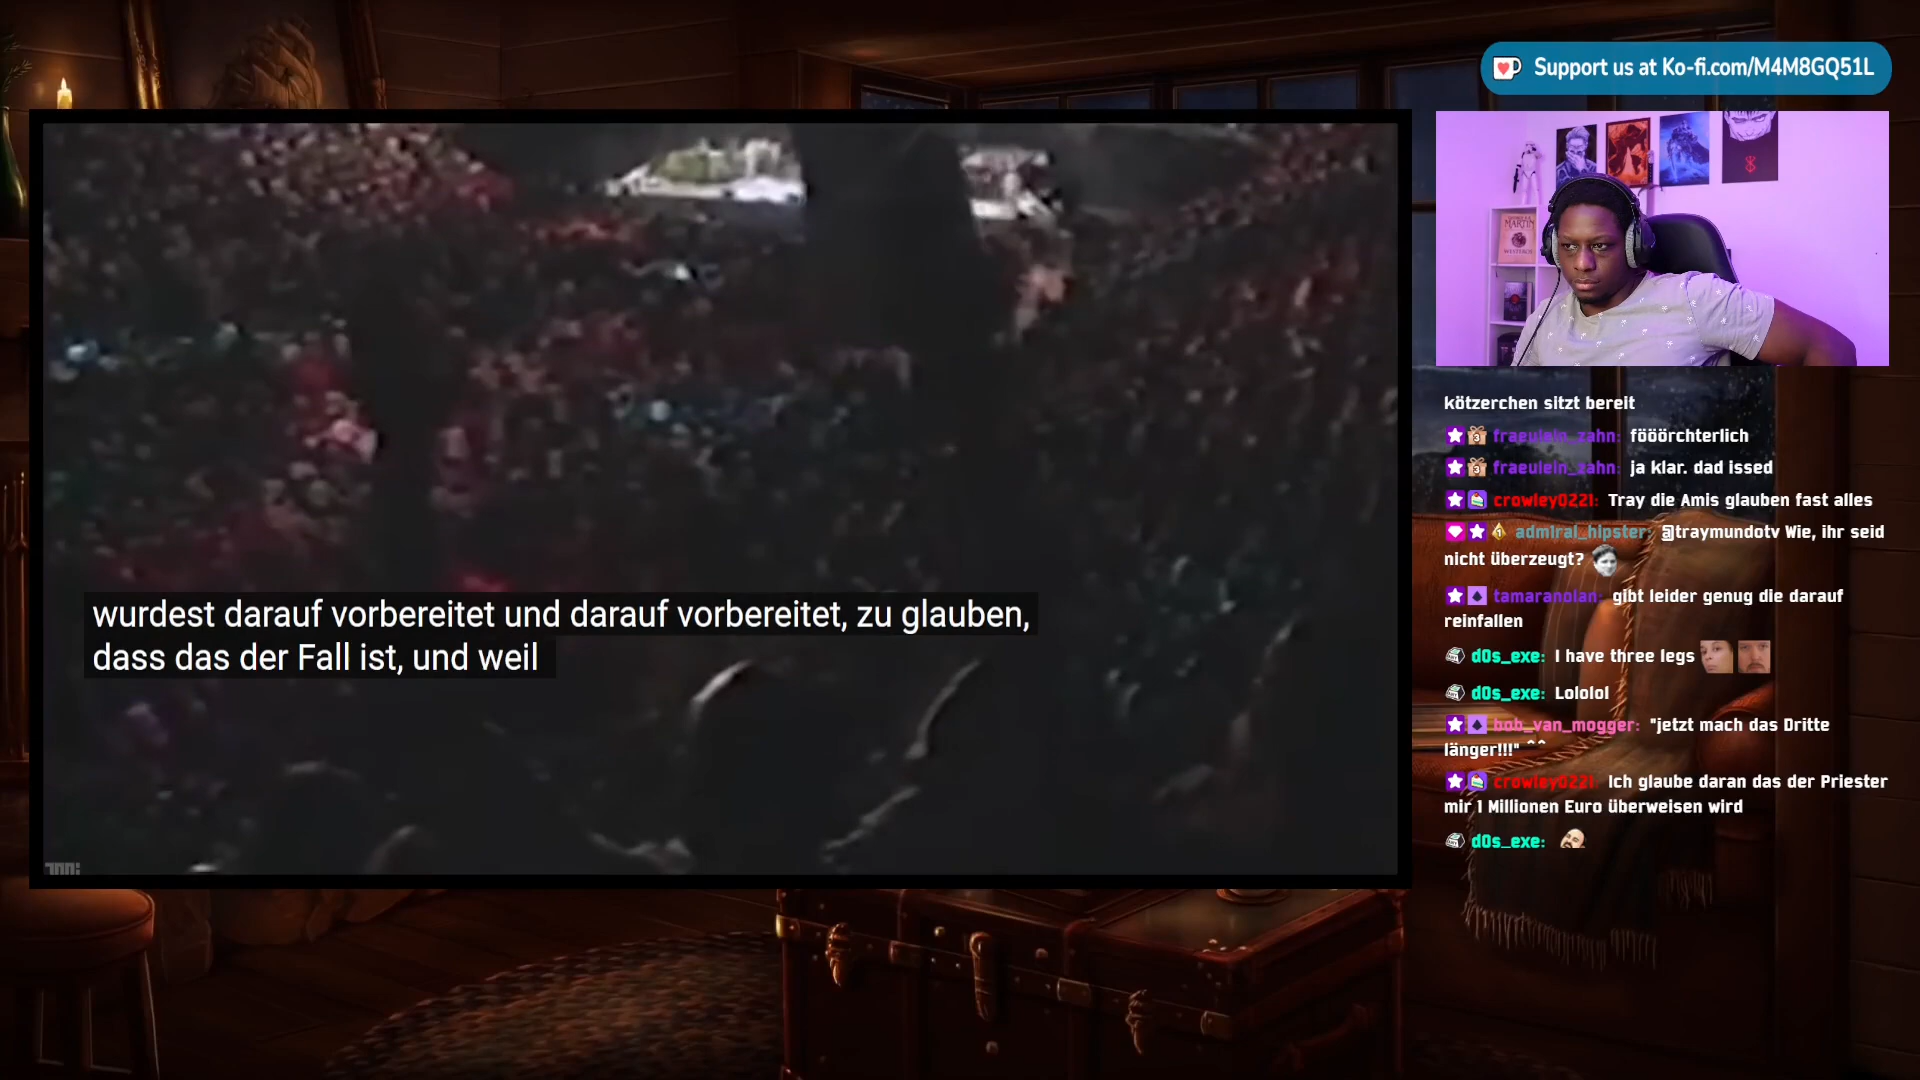 Support us at Ko-fi.com/M4M8GQ51L
MARTIN
wurdest darauf vorbereitet und darauf vorbereitet, zu glauben,
dass das der Fall ist, und weil
kötzerchen sitzt bereit
fraeulein_zahn: fööörchterlich
fraeulein_zahn: ja klar. dad issed
crowley0221: Tray die Amis glauben fast alles
admiral_hipster: @traymundotv Wie, ihr seid
nicht überzeugt?
tamaranolan: gibt leider genug die darauf
reinfallen
d0s_exe: I have three legs
d0s_exe: Lololol
bob_van_mogger: "jetzt mach das Dritte
länger!!!" ^^
crowley0221: Ich glaube daran das der Priester
mir 1 Millionen Euro überweisen wird
d0s_exe: